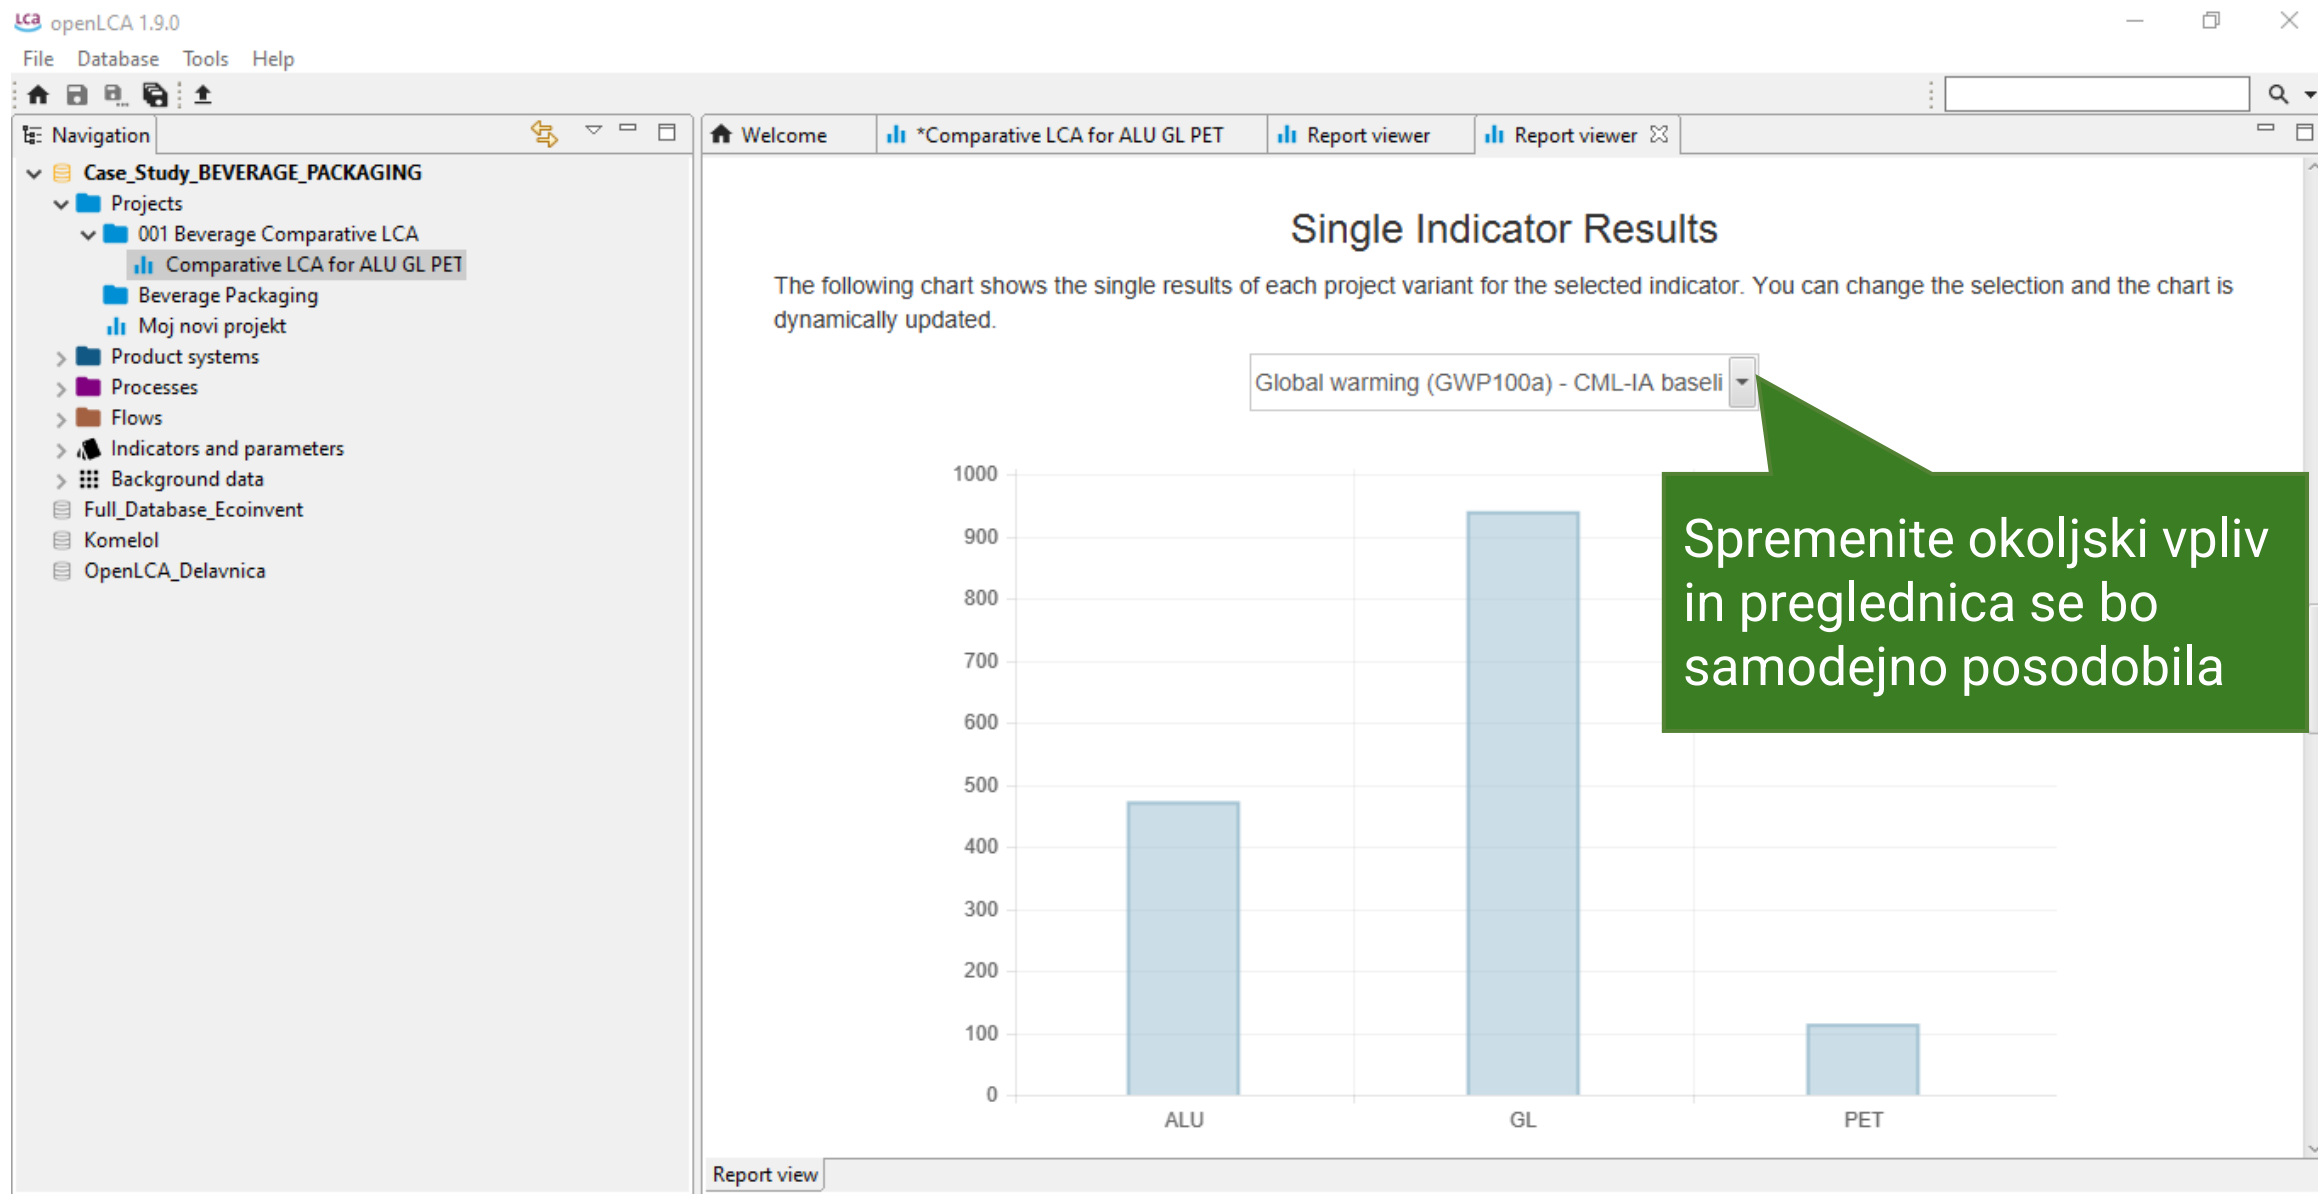 LCA openLCA 1.9.0
File Database Tools Help
Navigation
Case_Study_BEVERAGE_PACKAGING
Projects
001 Beverage Comparative LCA
Comparative LCA for ALU GL PET
Beverage Packaging
Moj novi projekt
Product systems
Processes
Flows
Indicators and parameters
Background data
Full_Database_Ecoinvent
Komelol
OpenLCA_Delavnica
Welcome *Comparative LCA for ALU GL PET Report viewer Report viewer
Single Indicator Results
The following chart shows the single results of each project variant for the selected indicator. You can change the selection and the chart is
dynamically updated.
Global warming (GWP100a) - CML-IA baseli
Spremenite okoljski vpliv
in preglednica se bo
samodejno posodobila
1000
900
800
700
600
500
400
300
200
100
0
ALU GL PET
Report view